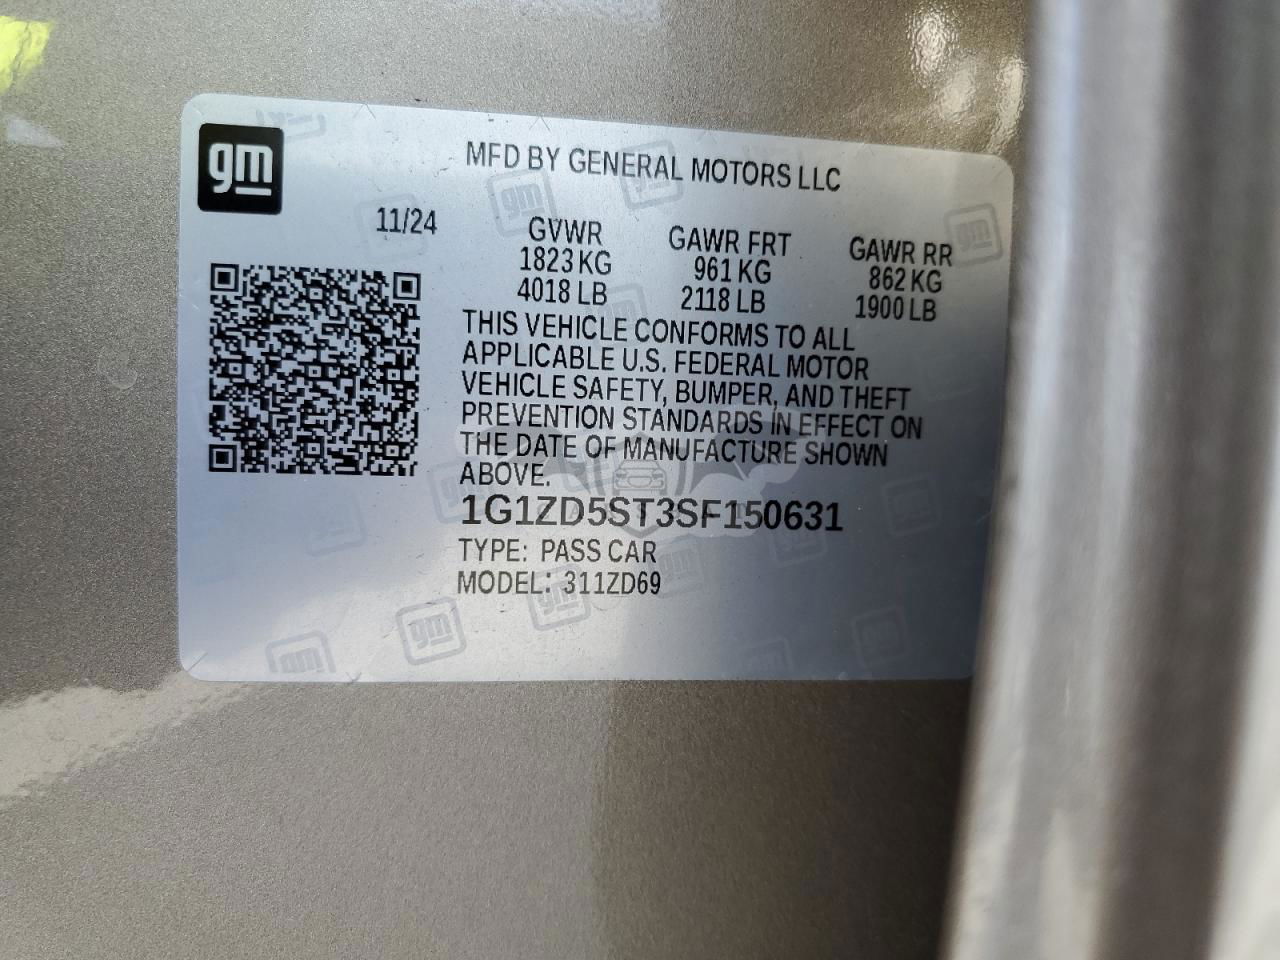 gm
MFD BY GENERAL MOTORS LLC
11/24
GVWR GAWR FRT GAWR RR
1823 KG 961 KG 862 KG
4018 LB 2118 LB 1900 LB
THIS VEHICLE CONFORMS TO ALL
APPLICABLE U.S. FEDERAL MOTOR
VEHICLE SAFETY, BUMPER, AND THEFT
PREVENTION STANDARDS IN EFFECT ON
THE DATE OF MANUFACTURE SHOWN
ABOVE.
1G1ZD5ST3SF150631
TYPE: PASS CAR
MODEL: 311ZD69
gm